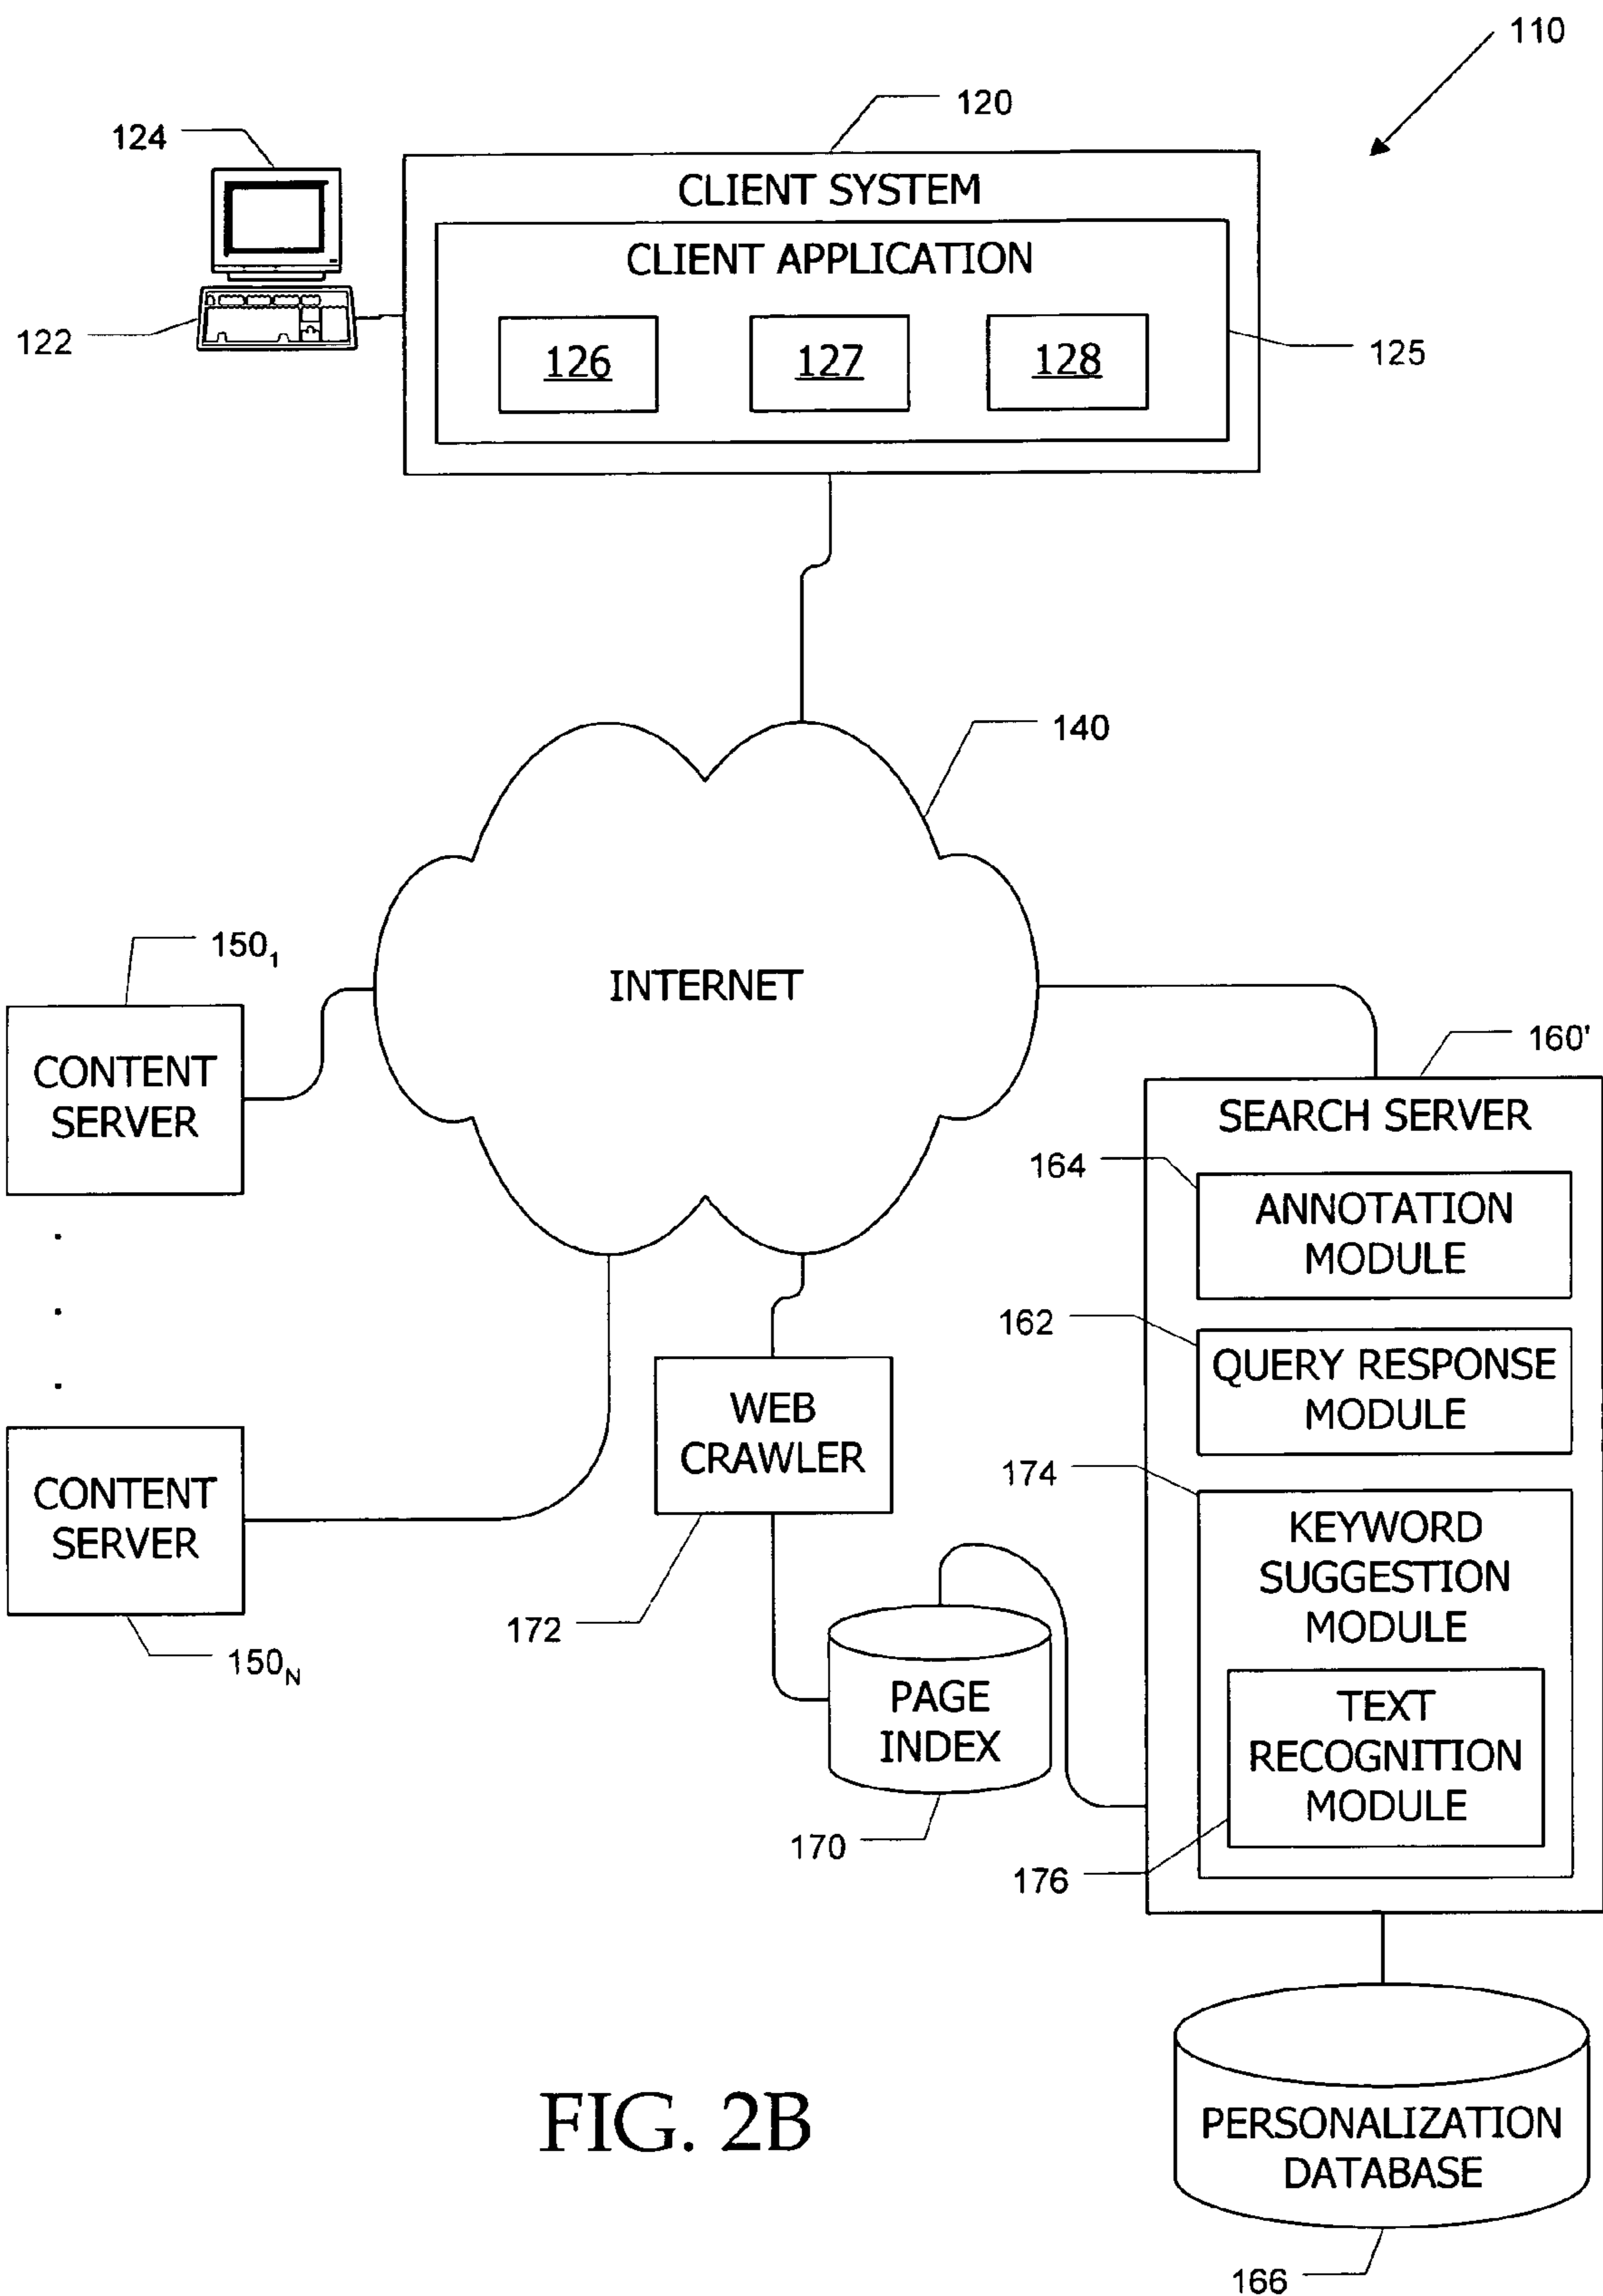 110
120
124
CLIENT SYSTEM
CLIENT APPLICATION
122
125
126
127
128
140
INTERNET
150₁
CONTENT
SERVER
160'
SEARCH SERVER
164
ANNOTATION
MODULE
162
QUERY RESPONSE
MODULE
WEB
CRAWLER
174
CONTENT
SERVER
KEYWORD
SUGGESTION
MODULE
172
150N
PAGE
INDEX
TEXT
RECOGNITION
MODULE
170
176
PERSONALIZATION
DATABASE
FIG. 2B
166